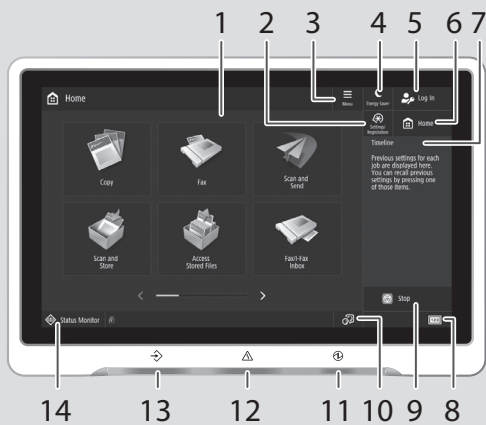 1 2 3 4 5 6 7
Home
Menu
Energy Saver
Log In
Settings/
Registration
Home
Timeline
Previous settings for each
job are displayed here.
You can recall previous
settings by pressing one
of those items.
Copy
Fax
Scan and
Send
Scan and
Store
Access
Stored Files
Fax/I-Fax
Inbox
Stop
Status Monitor
14 13 12 11 10 9 8